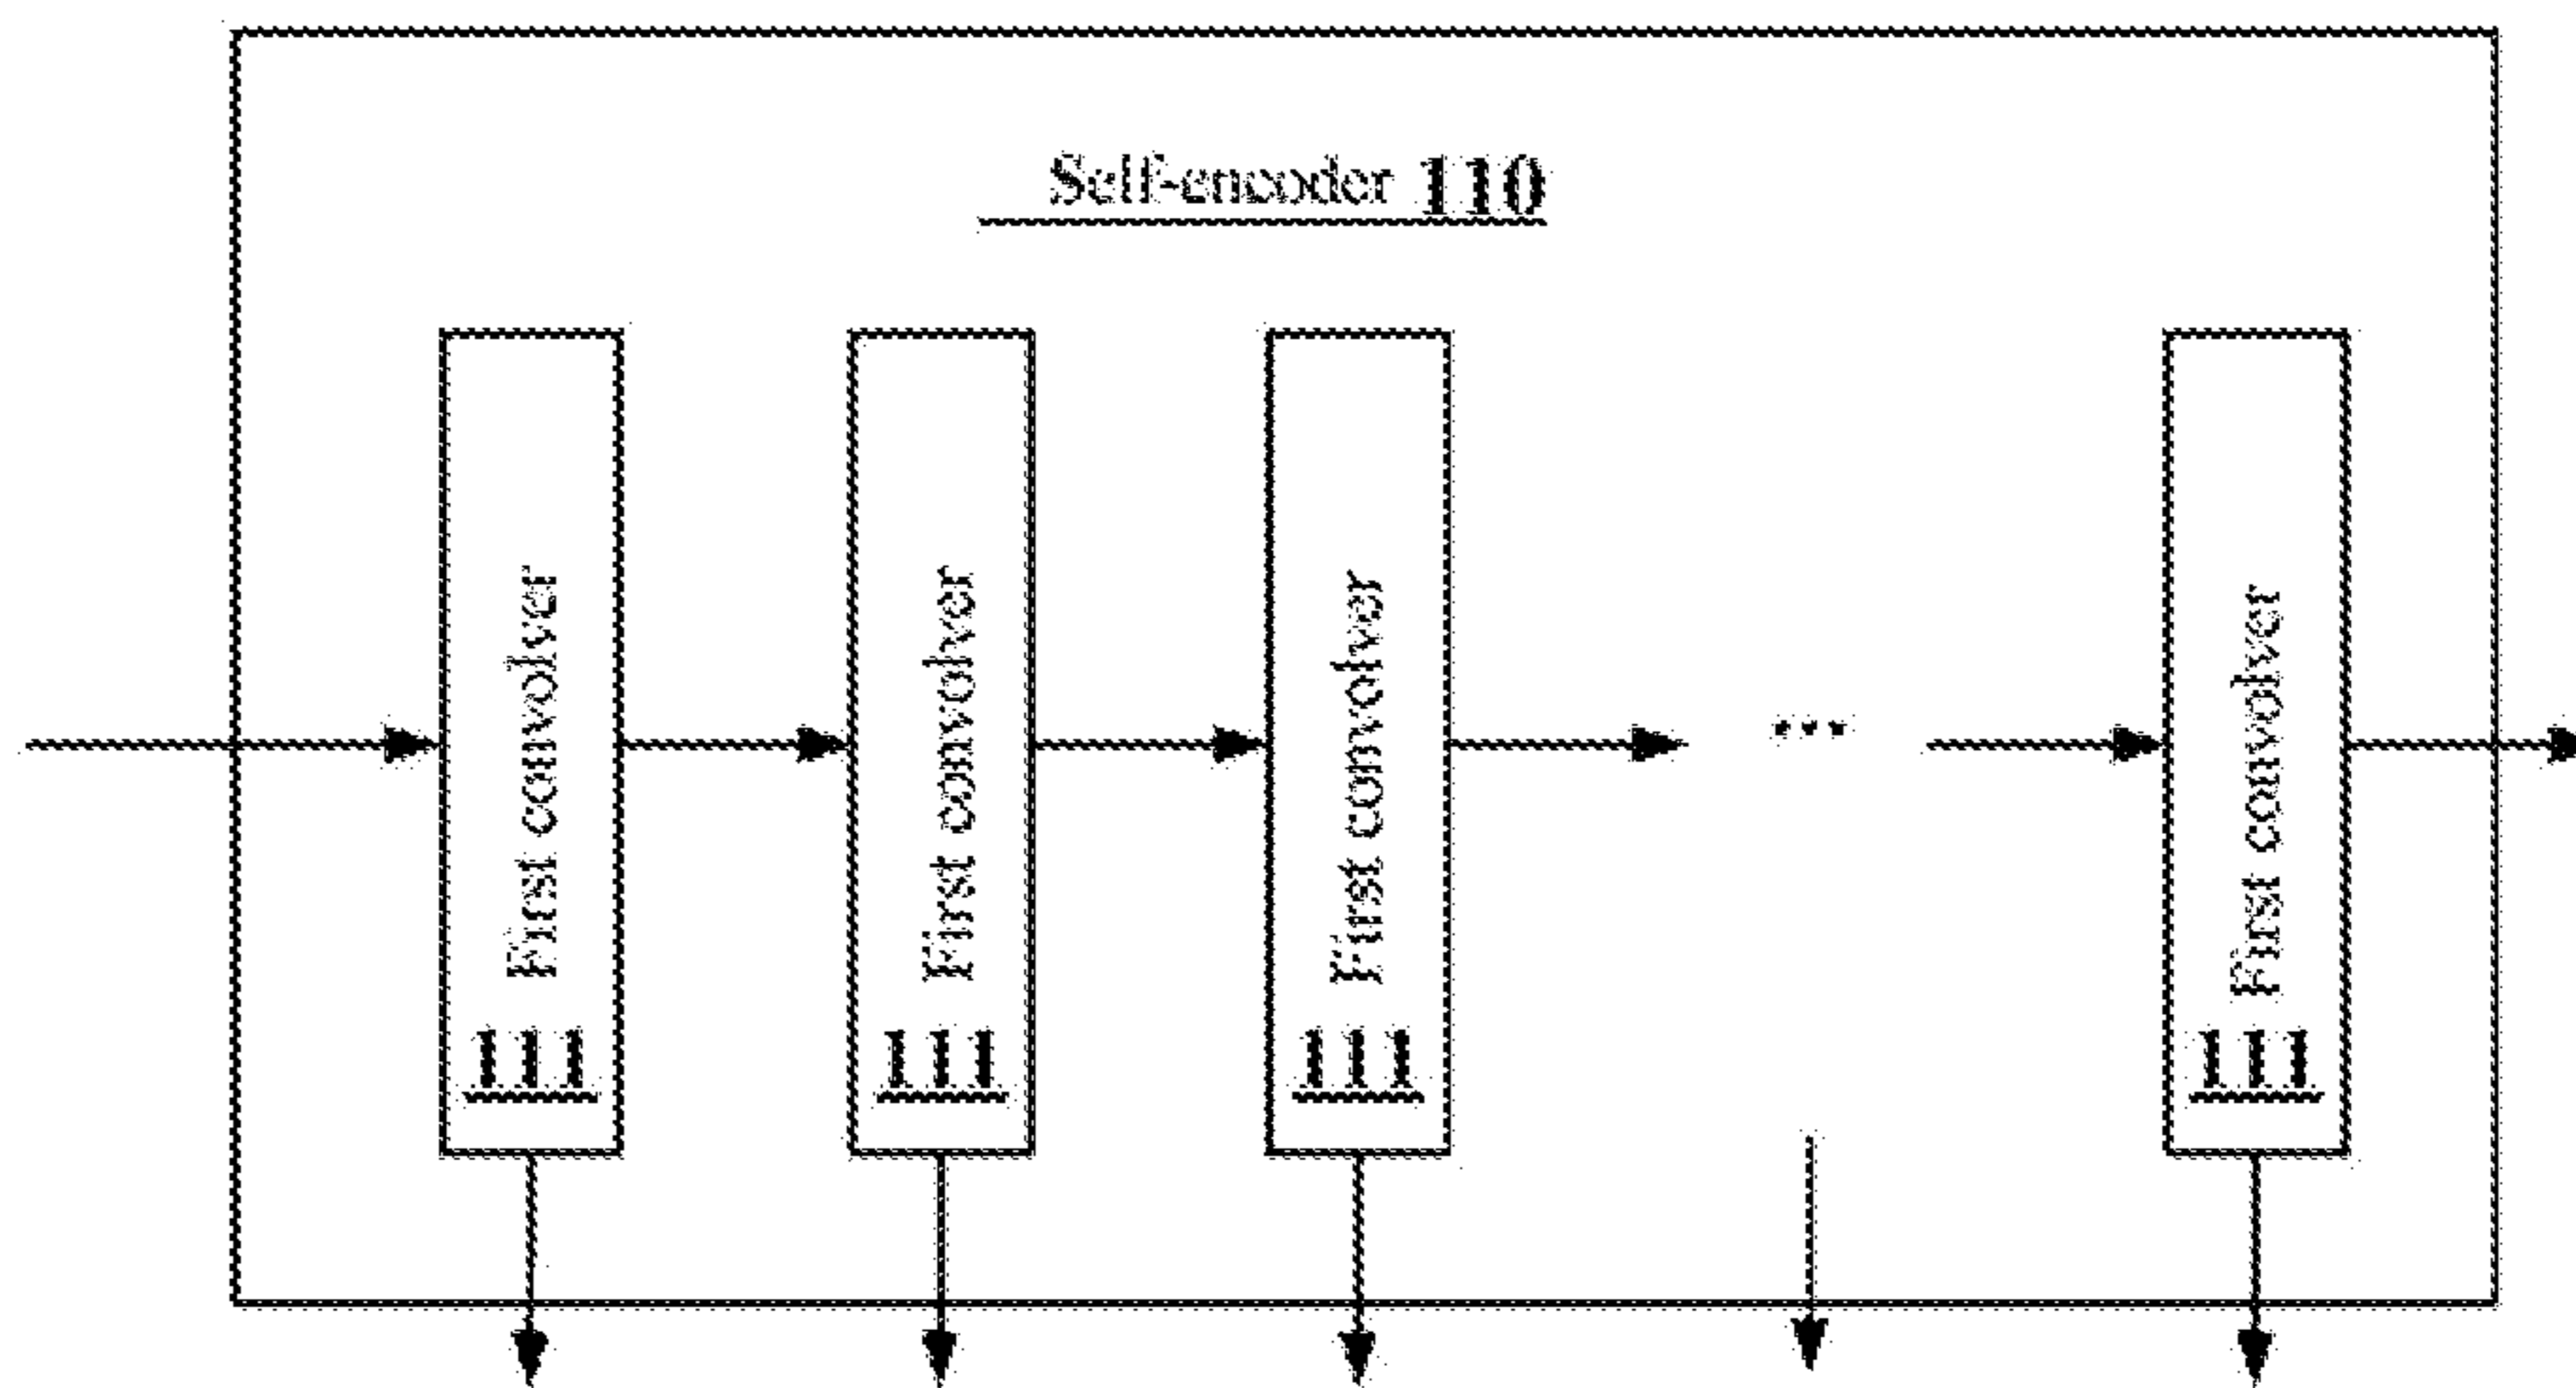 Self-encoder 110
First convolver
111
First convolver
111
First convolver
111
...
First convolver
111